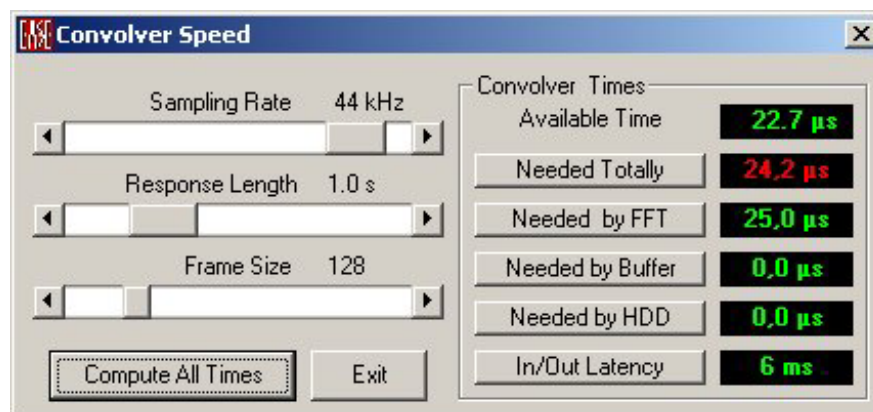 Convolver Speed
Sampling Rate 44 kHz
Response Length 1.0 s
Frame Size 128
Compute All Times
Exit
Convolver Times
Available Time 22.7 µs
Needed Totally 24,2 µs
Needed by FFT 25,0 µs
Needed by Buffer 0,0 µs
Needed by HDD 0,0 µs
In/Out Latency 6 ms